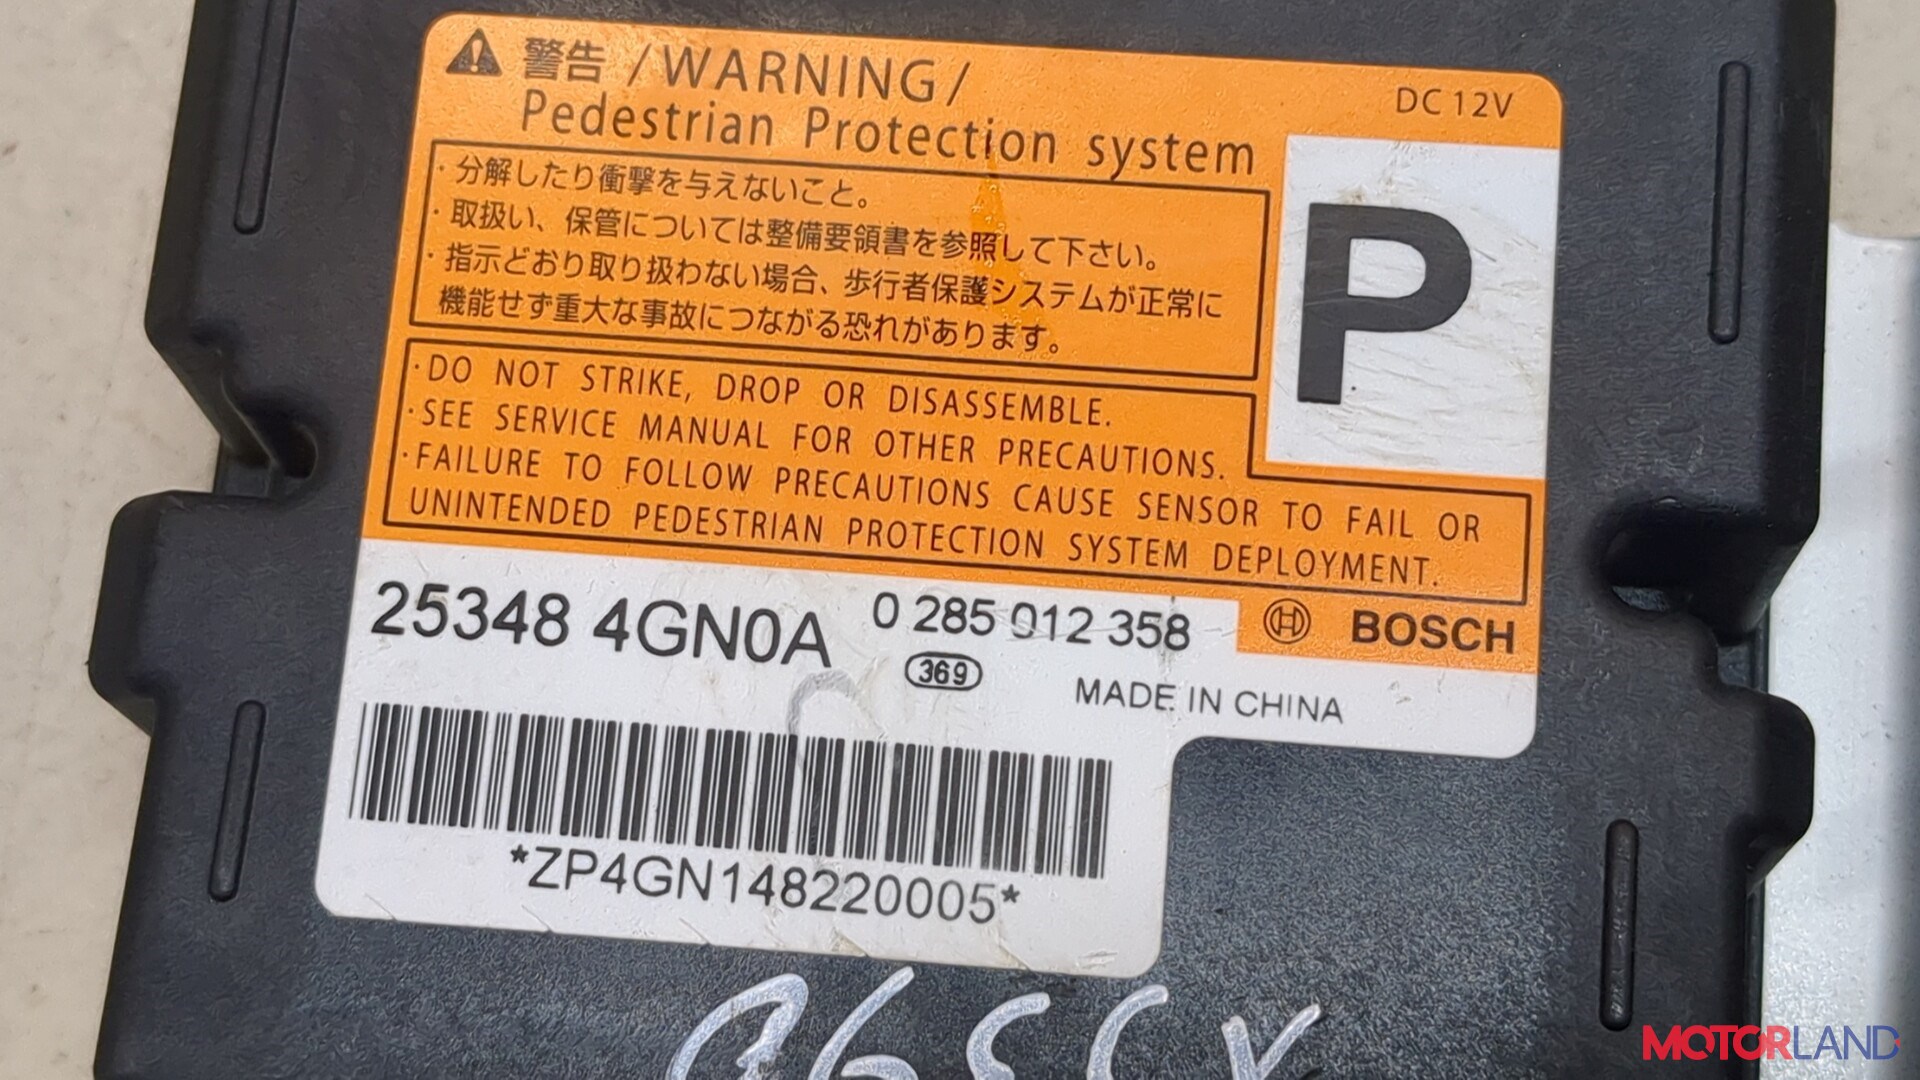 警告 /WARNING/
Pedestrian Protection system
DC 12V
P
・分解したり衝撃を与えないこと。
・取扱い、保管については整備要領書を参照して下さい。
・指示どおり取り扱わない場合、歩行者保護システムが正常に
機能せず重大な事故につながる恐れがあります。
·DO NOT STRIKE, DROP OR DISASSEMBLE.
·SEE SERVICE MANUAL FOR OTHER PRECAUTIONS.
·FAILURE TO FOLLOW PRECAUTIONS CAUSE SENSOR TO FAIL OR
UNINTENDED PEDESTRIAN PROTECTION SYSTEM DEPLOYMENT.
25348 4GN0A
0 285 012 358
BOSCH
369
MADE IN CHINA
*ZP4GN148220005*
MOTORLAND